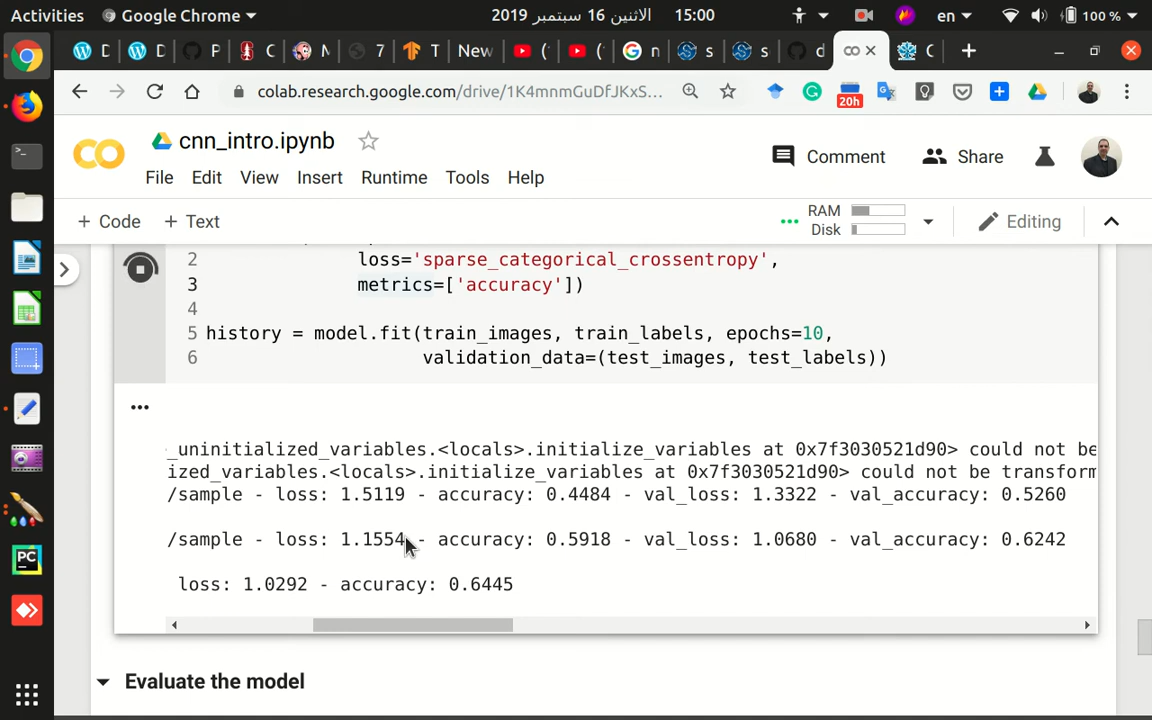 Activities Google Chrome الاثنين 16 سبتمبر 2019 15:00 en 100 %
D D P C N 7 T New ( ( n s s d C
colab.research.google.com/drive/1K4mnmGuDfJKxS... 20h
cnn_intro.ipynb Comment Share
File Edit View Insert Runtime Tools Help
+ Code + Text RAM Disk Editing
2 loss='sparse_categorical_crossentropy',
3 metrics=['accuracy'])
4
5 history = model.fit(train_images, train_labels, epochs=10,
6 validation_data=(test_images, test_labels))
_uninitialized_variables.<locals>.initialize_variables at 0x7f3030521d90> could not be
ized_variables.<locals>.initialize_variables at 0x7f3030521d90> could not be transform
/sample - loss: 1.5119 - accuracy: 0.4484 - val_loss: 1.3322 - val_accuracy: 0.5260
/sample - loss: 1.1554 - accuracy: 0.5918 - val_loss: 1.0680 - val_accuracy: 0.6242
loss: 1.0292 - accuracy: 0.6445
Evaluate the model